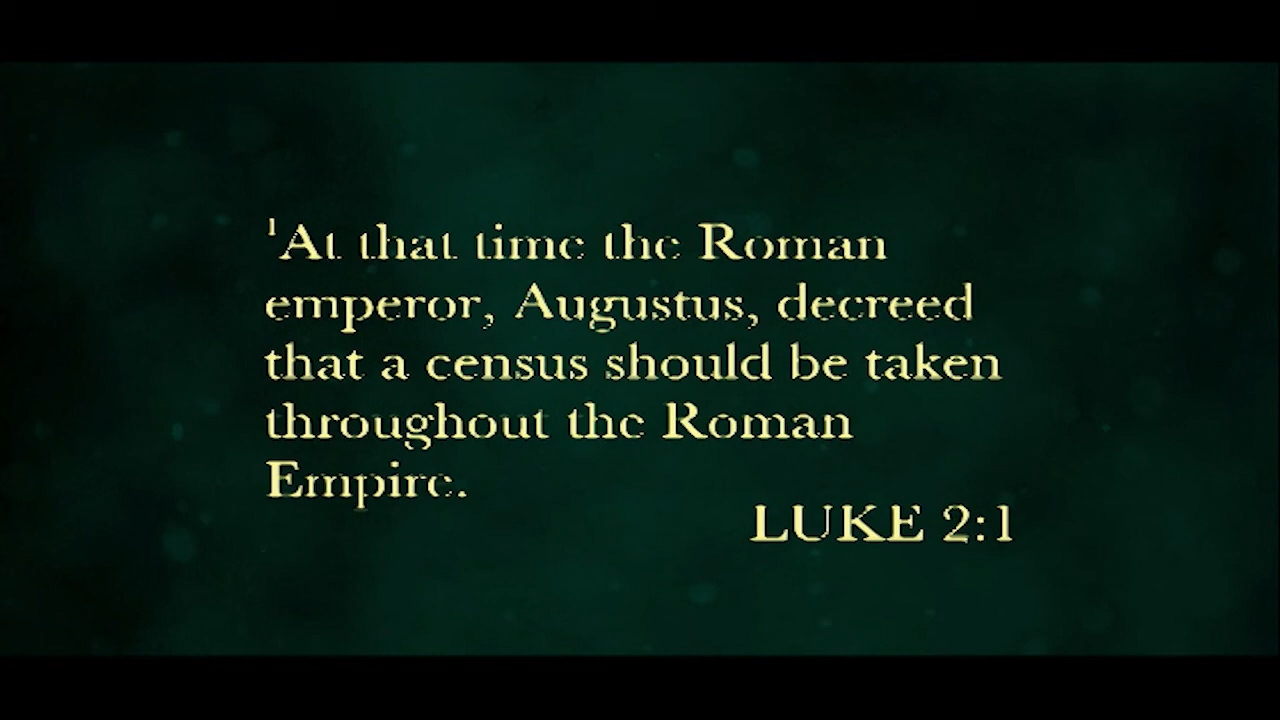 ¹At that time the Roman
emperor, Augustus, decreed
that a census should be taken
throughout the Roman
Empire.
LUKE 2:1